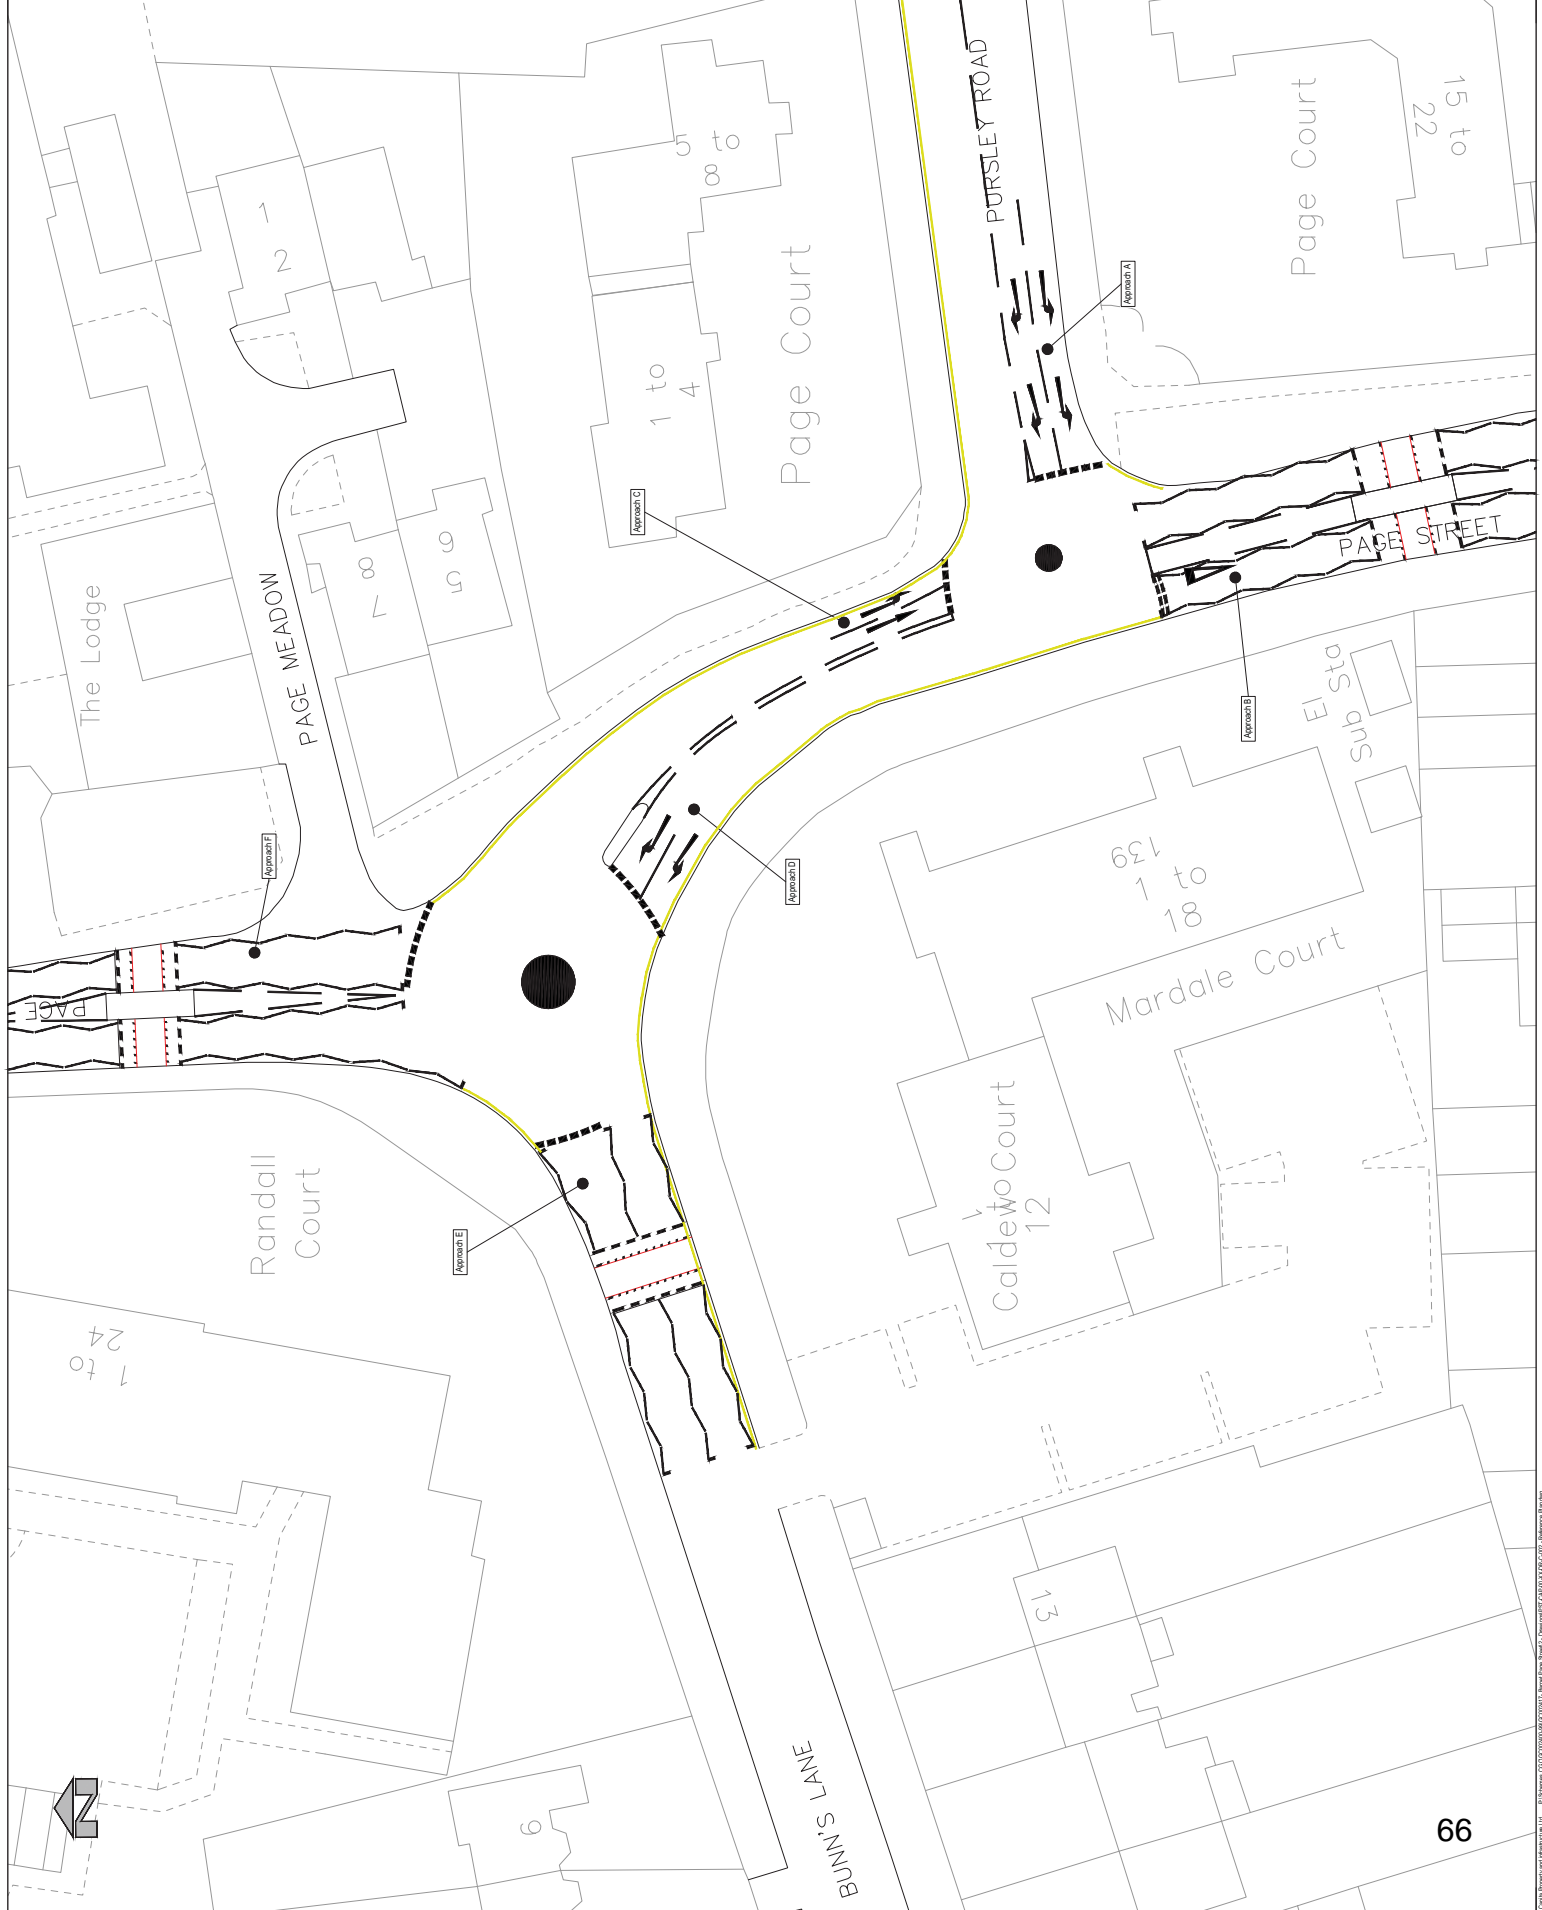 PURSLEY ROAD
Page Court
15 to
22
5 to
8
1
2
Page Court
1 to
4
Approach A
Approach C
PAGE STREET
6
5
8
7
The Lodge
PAGE MEADOW
El Sta
Sub Sta
Approach B
Approach F
Approach D
139
1 to
18
Mardale Court
PAGE
Randall
Court
Approach E
1
Caldew Court
to
12
1 to
24
13
N
BUNN'S LANE
9
66